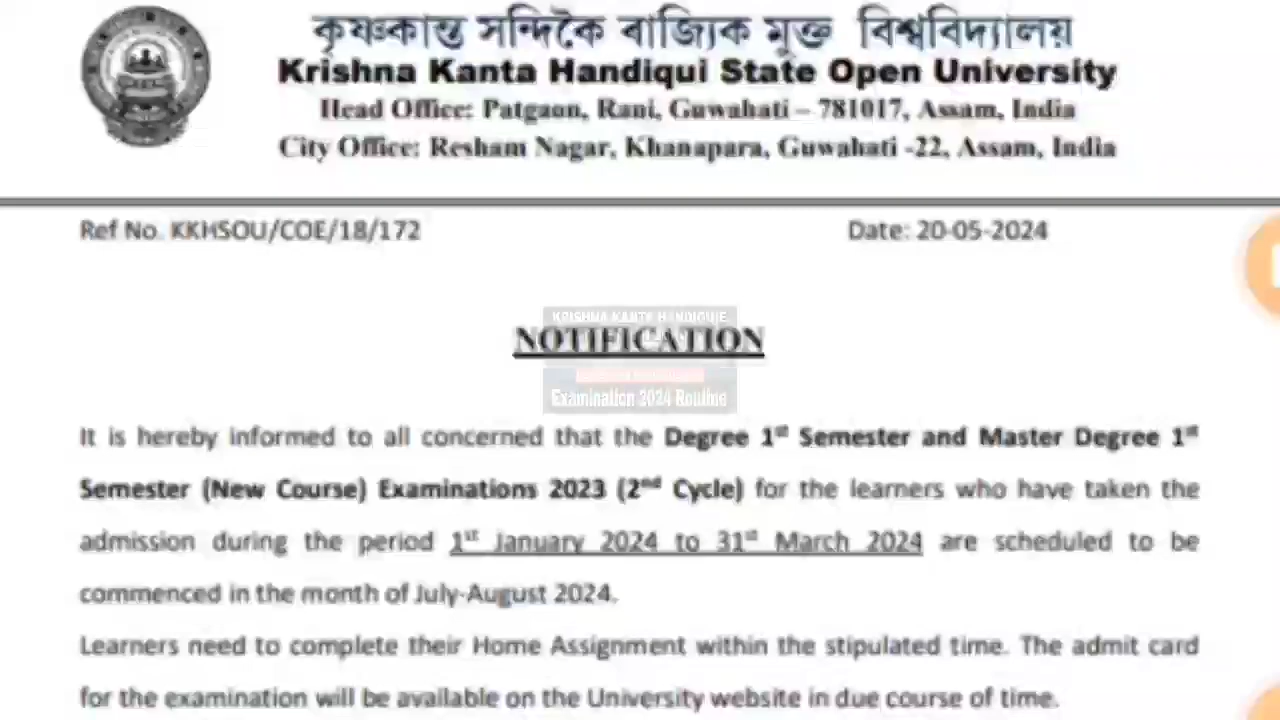 কৃষ্ণকান্ত সন্দিকৈ ৰাজ্যিক মুক্ত বিশ্ববিদ্যালয়
Krishna Kanta Handiqui State Open University
Head Office: Patgaon, Rani, Guwahati – 781017, Assam, India
City Office: Resham Nagar, Khanapara, Guwahati -22, Assam, India
Ref No. KKHSOU/COE/18/172 Date: 20-05-2024
KRISHNA KANTA HANDIQUE
NOTIFICATION
Examination 2024 Routine
It is hereby informed to all concerned that the Degree 1st Semester and Master Degree 1st
Semester (New Course) Examinations 2023 (2nd Cycle) for the learners who have taken the
admission during the period 1st January 2024 to 31st March 2024 are scheduled to be
commenced in the month of July-August 2024.
Learners need to complete their Home Assignment within the stipulated time. The admit card
for the examination will be available on the University website in due course of time.